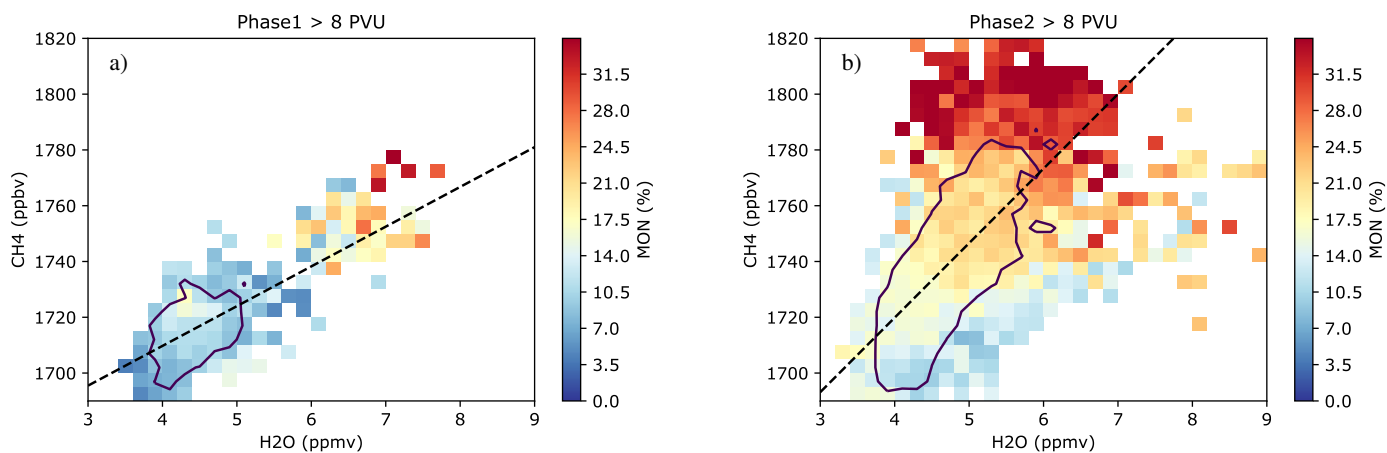 Phase1 > 8 PVU
a)
1820
1800
1780
1760
1740
1720
1700
CH4 (ppbv)
3 4 5 6 7 8 9
H2O (ppmv)
31.5
28.0
24.5
21.0
17.5
14.0
10.5
7.0
3.5
0.0
MON (%)
Phase2 > 8 PVU
b)
1820
1800
1780
1760
1740
1720
1700
CH4 (ppbv)
3 4 5 6 7 8 9
H2O (ppmv)
31.5
28.0
24.5
21.0
17.5
14.0
10.5
7.0
3.5
0.0
MON (%)